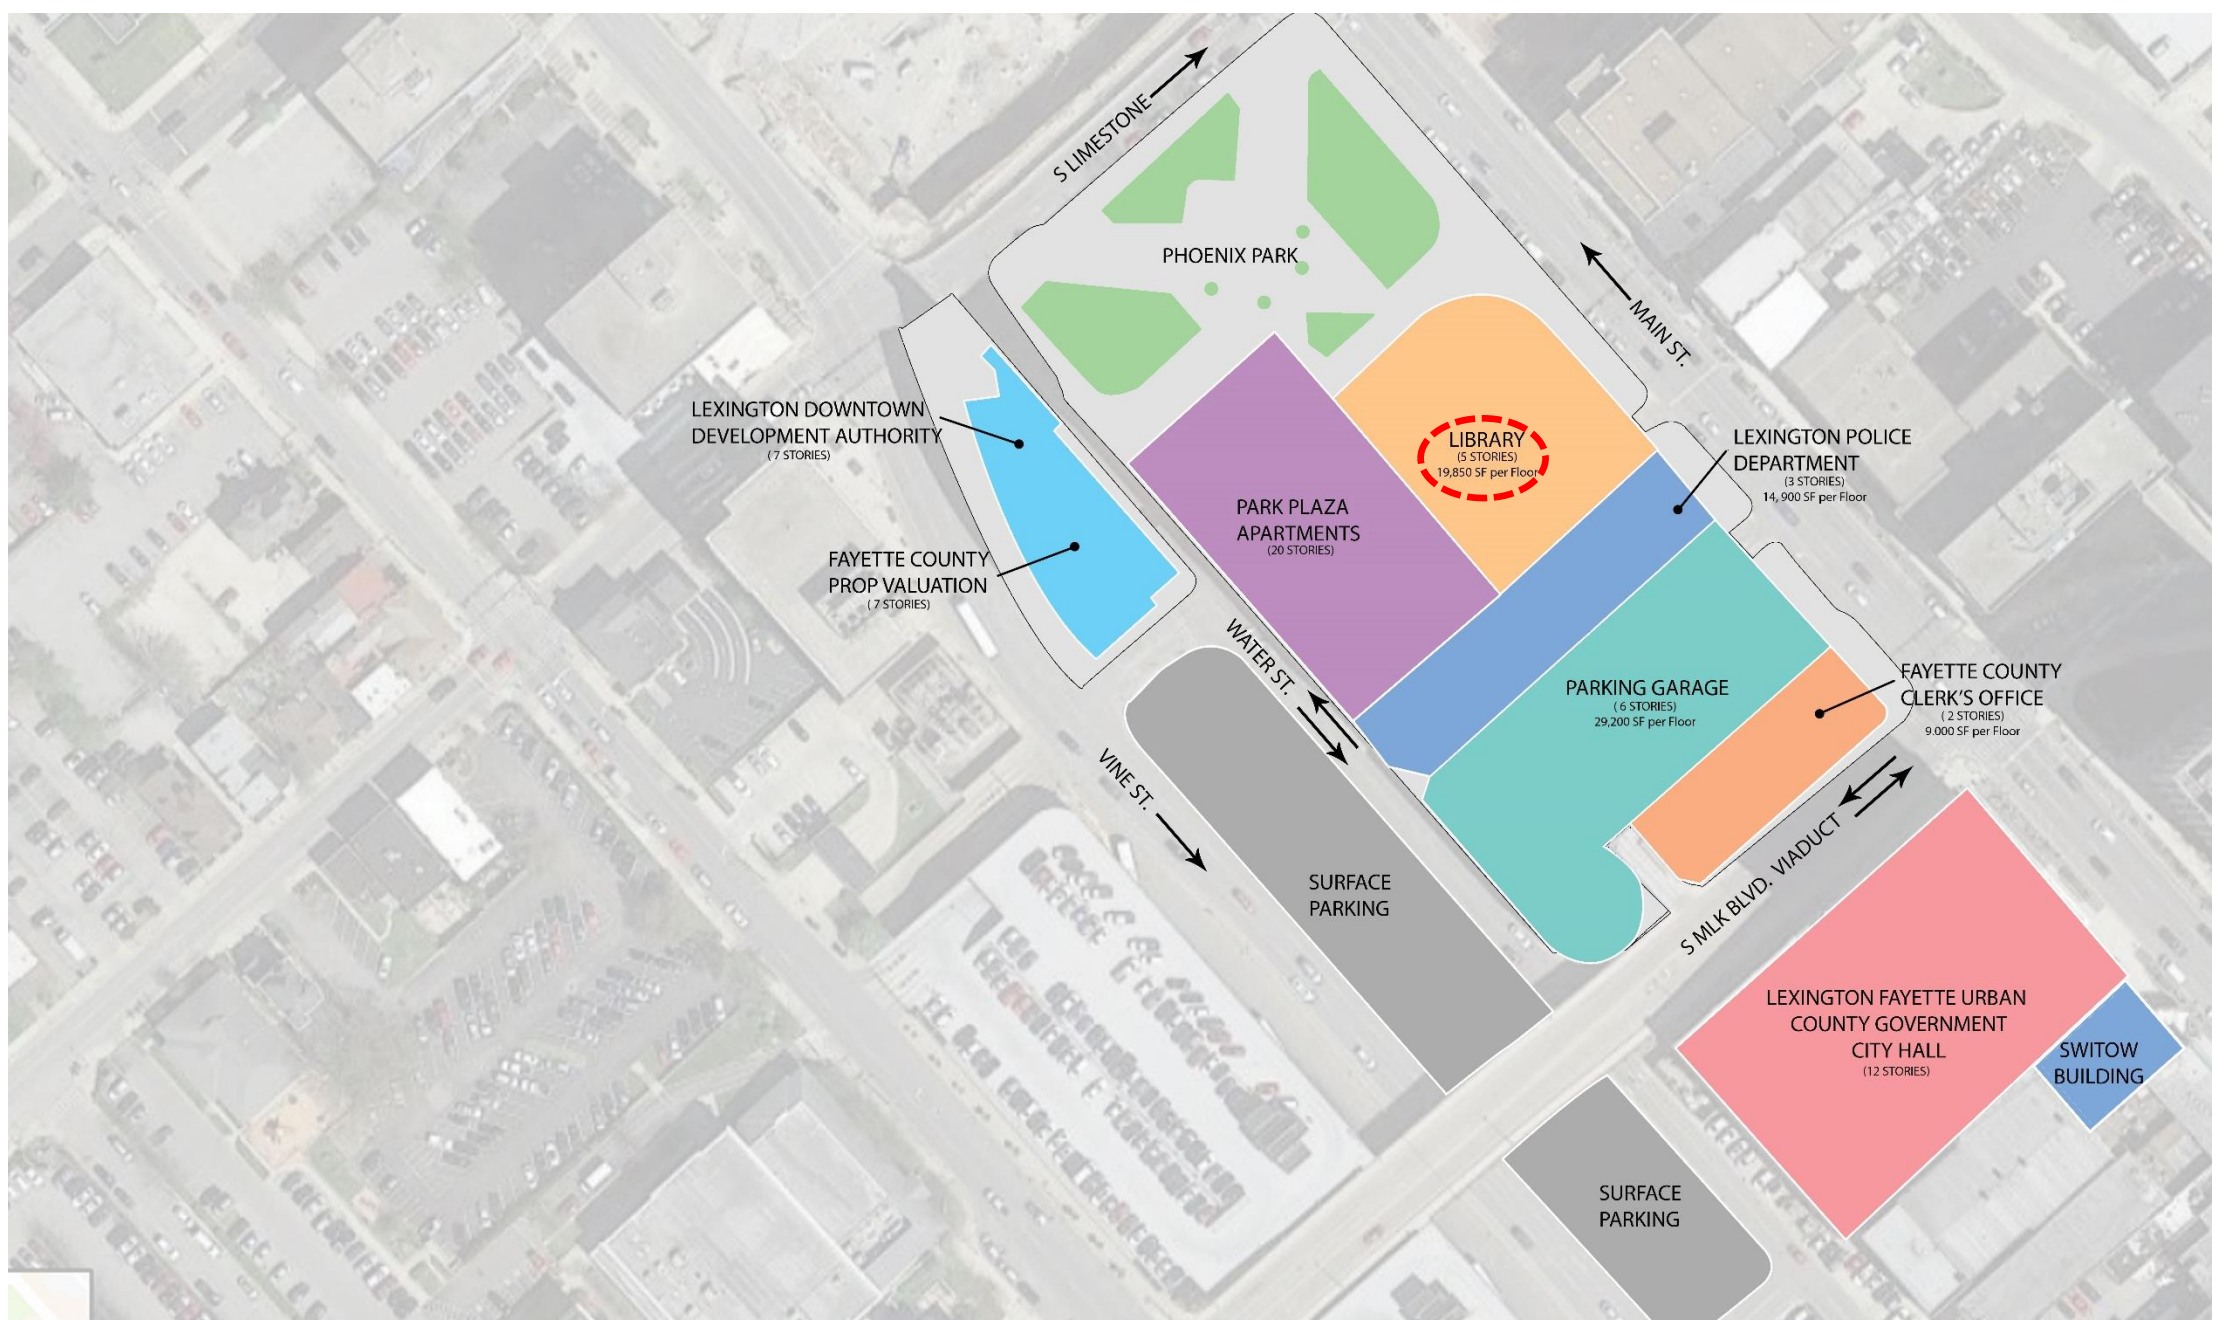 S LIMESTONE
PHOENIX PARK
MAIN ST.
LEXINGTON DOWNTOWN
DEVELOPMENT AUTHORITY
( 7 STORIES)
LIBRARY
(5 STORIES)
19,850 SF per Floor
LEXINGTON POLICE
DEPARTMENT
(3 STORIES)
14, 900 SF per Floor
PARK PLAZA
APARTMENTS
(20 STORIES)
FAYETTE COUNTY
PROP VALUATION
( 7 STORIES)
WATER ST.
PARKING GARAGE
( 6 STORIES)
29,200 SF per Floor
FAYETTE COUNTY
CLERK'S OFFICE
( 2 STORIES)
9.000 SF per Floor
VINE ST.
SURFACE
PARKING
S MLK BLVD. VIADUCT
LEXINGTON FAYETTE URBAN
COUNTY GOVERNMENT
CITY HALL
(12 STORIES)
SWITOW
BUILDING
SURFACE
PARKING